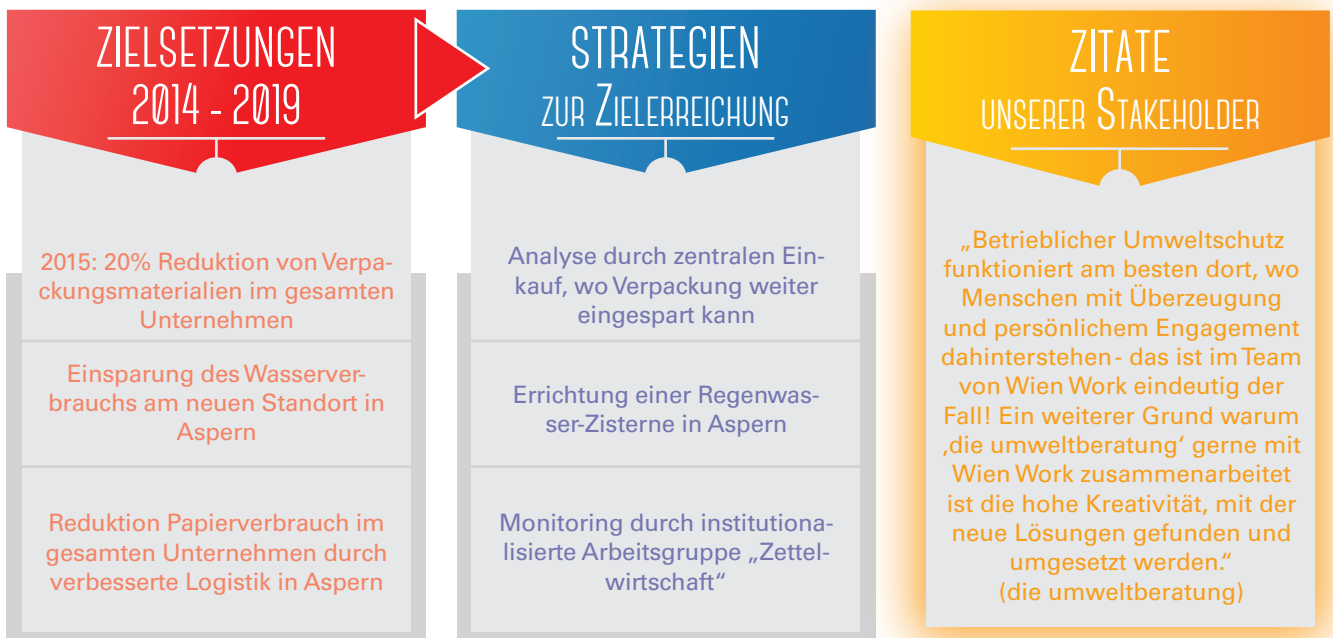 ZIELSETZUNGEN
2014 - 2019
2015: 20% Reduktion von Verpa-
ckungsmaterialien im gesamten
Unternehmen
Einsparung des Wasserver-
brauchs am neuen Standort in
Aspern
Reduktion Papierverbrauch im
gesamten Unternehmen durch
verbesserte Logistik in Aspern
STRATEGIEN
ZUR ZIELERREICHUNG
Analyse durch zentralen Ein-
kauf, wo Verpackung weiter
eingespart kann
Errichtung einer Regenwas-
ser-Zisterne in Aspern
Monitoring durch institutiona-
lisierte Arbeitsgruppe „Zettel-
wirtschaft“
ZITATE
UNSERER STAKEHOLDER
„Betrieblicher Umweltschutz
funktioniert am besten dort, wo
Menschen mit Überzeugung
und persönlichem Engagement
dahinterstehen - das ist im Team
von Wien Work eindeutig der
Fall! Ein weiterer Grund warum
‚die umweltberatung‘ gerne mit
Wien Work zusammenarbeitet
ist die hohe Kreativität, mit der
neue Lösungen gefunden und
umgesetzt werden.“
(die umweltberatung)